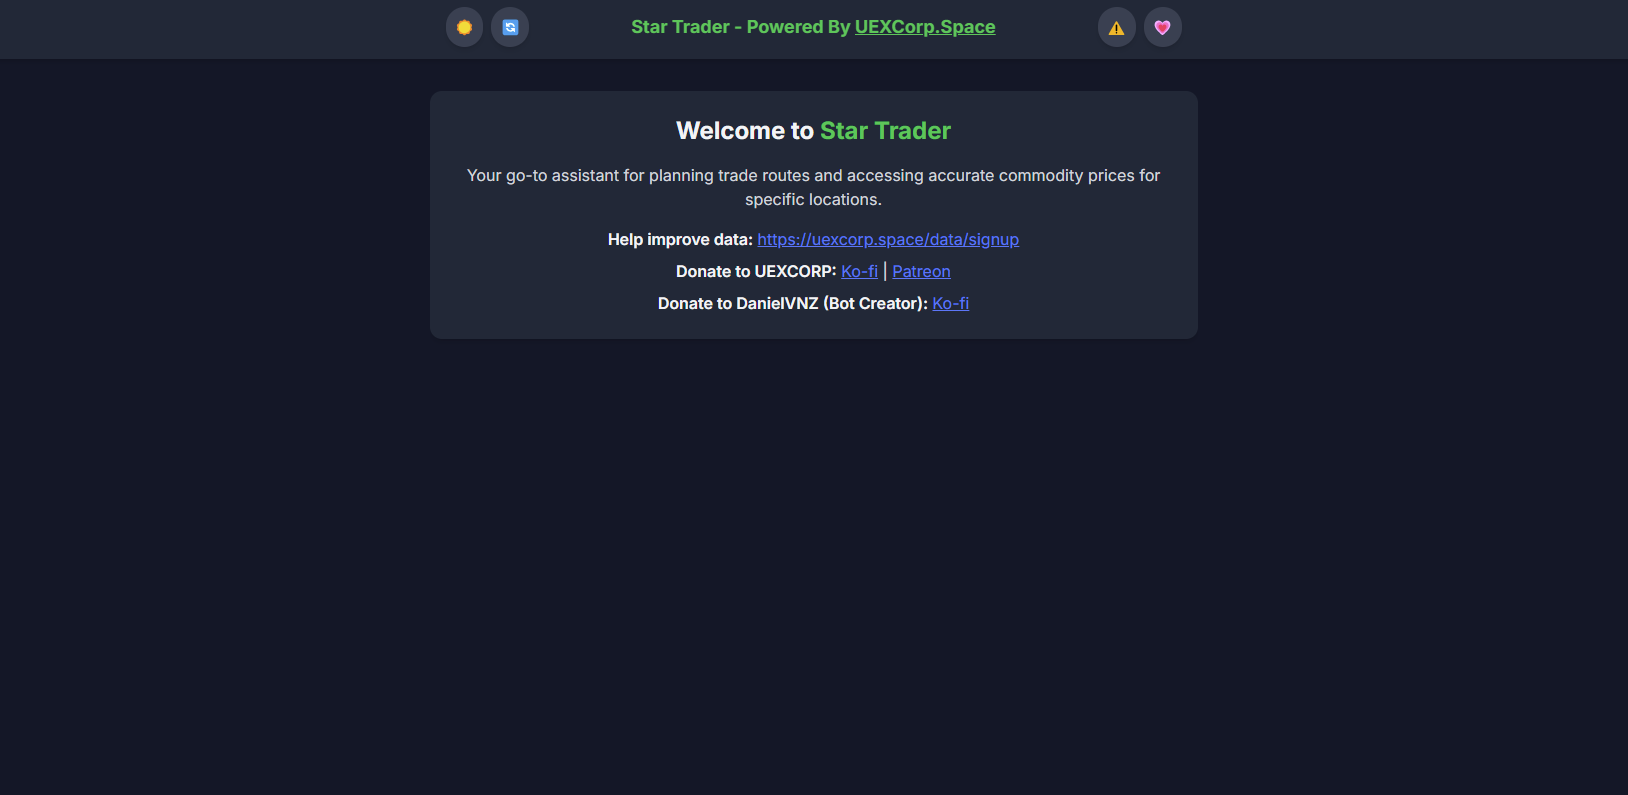 Star Trader - Powered By UEXCorp.Space
Welcome to Star Trader
Your go-to assistant for planning trade routes and accessing accurate commodity prices for
specific locations.
Help improve data: https://uexcorp.space/data/signup
Donate to UEXCORP: Ko-fi | Patreon
Donate to DanielVNZ (Bot Creator): Ko-fi